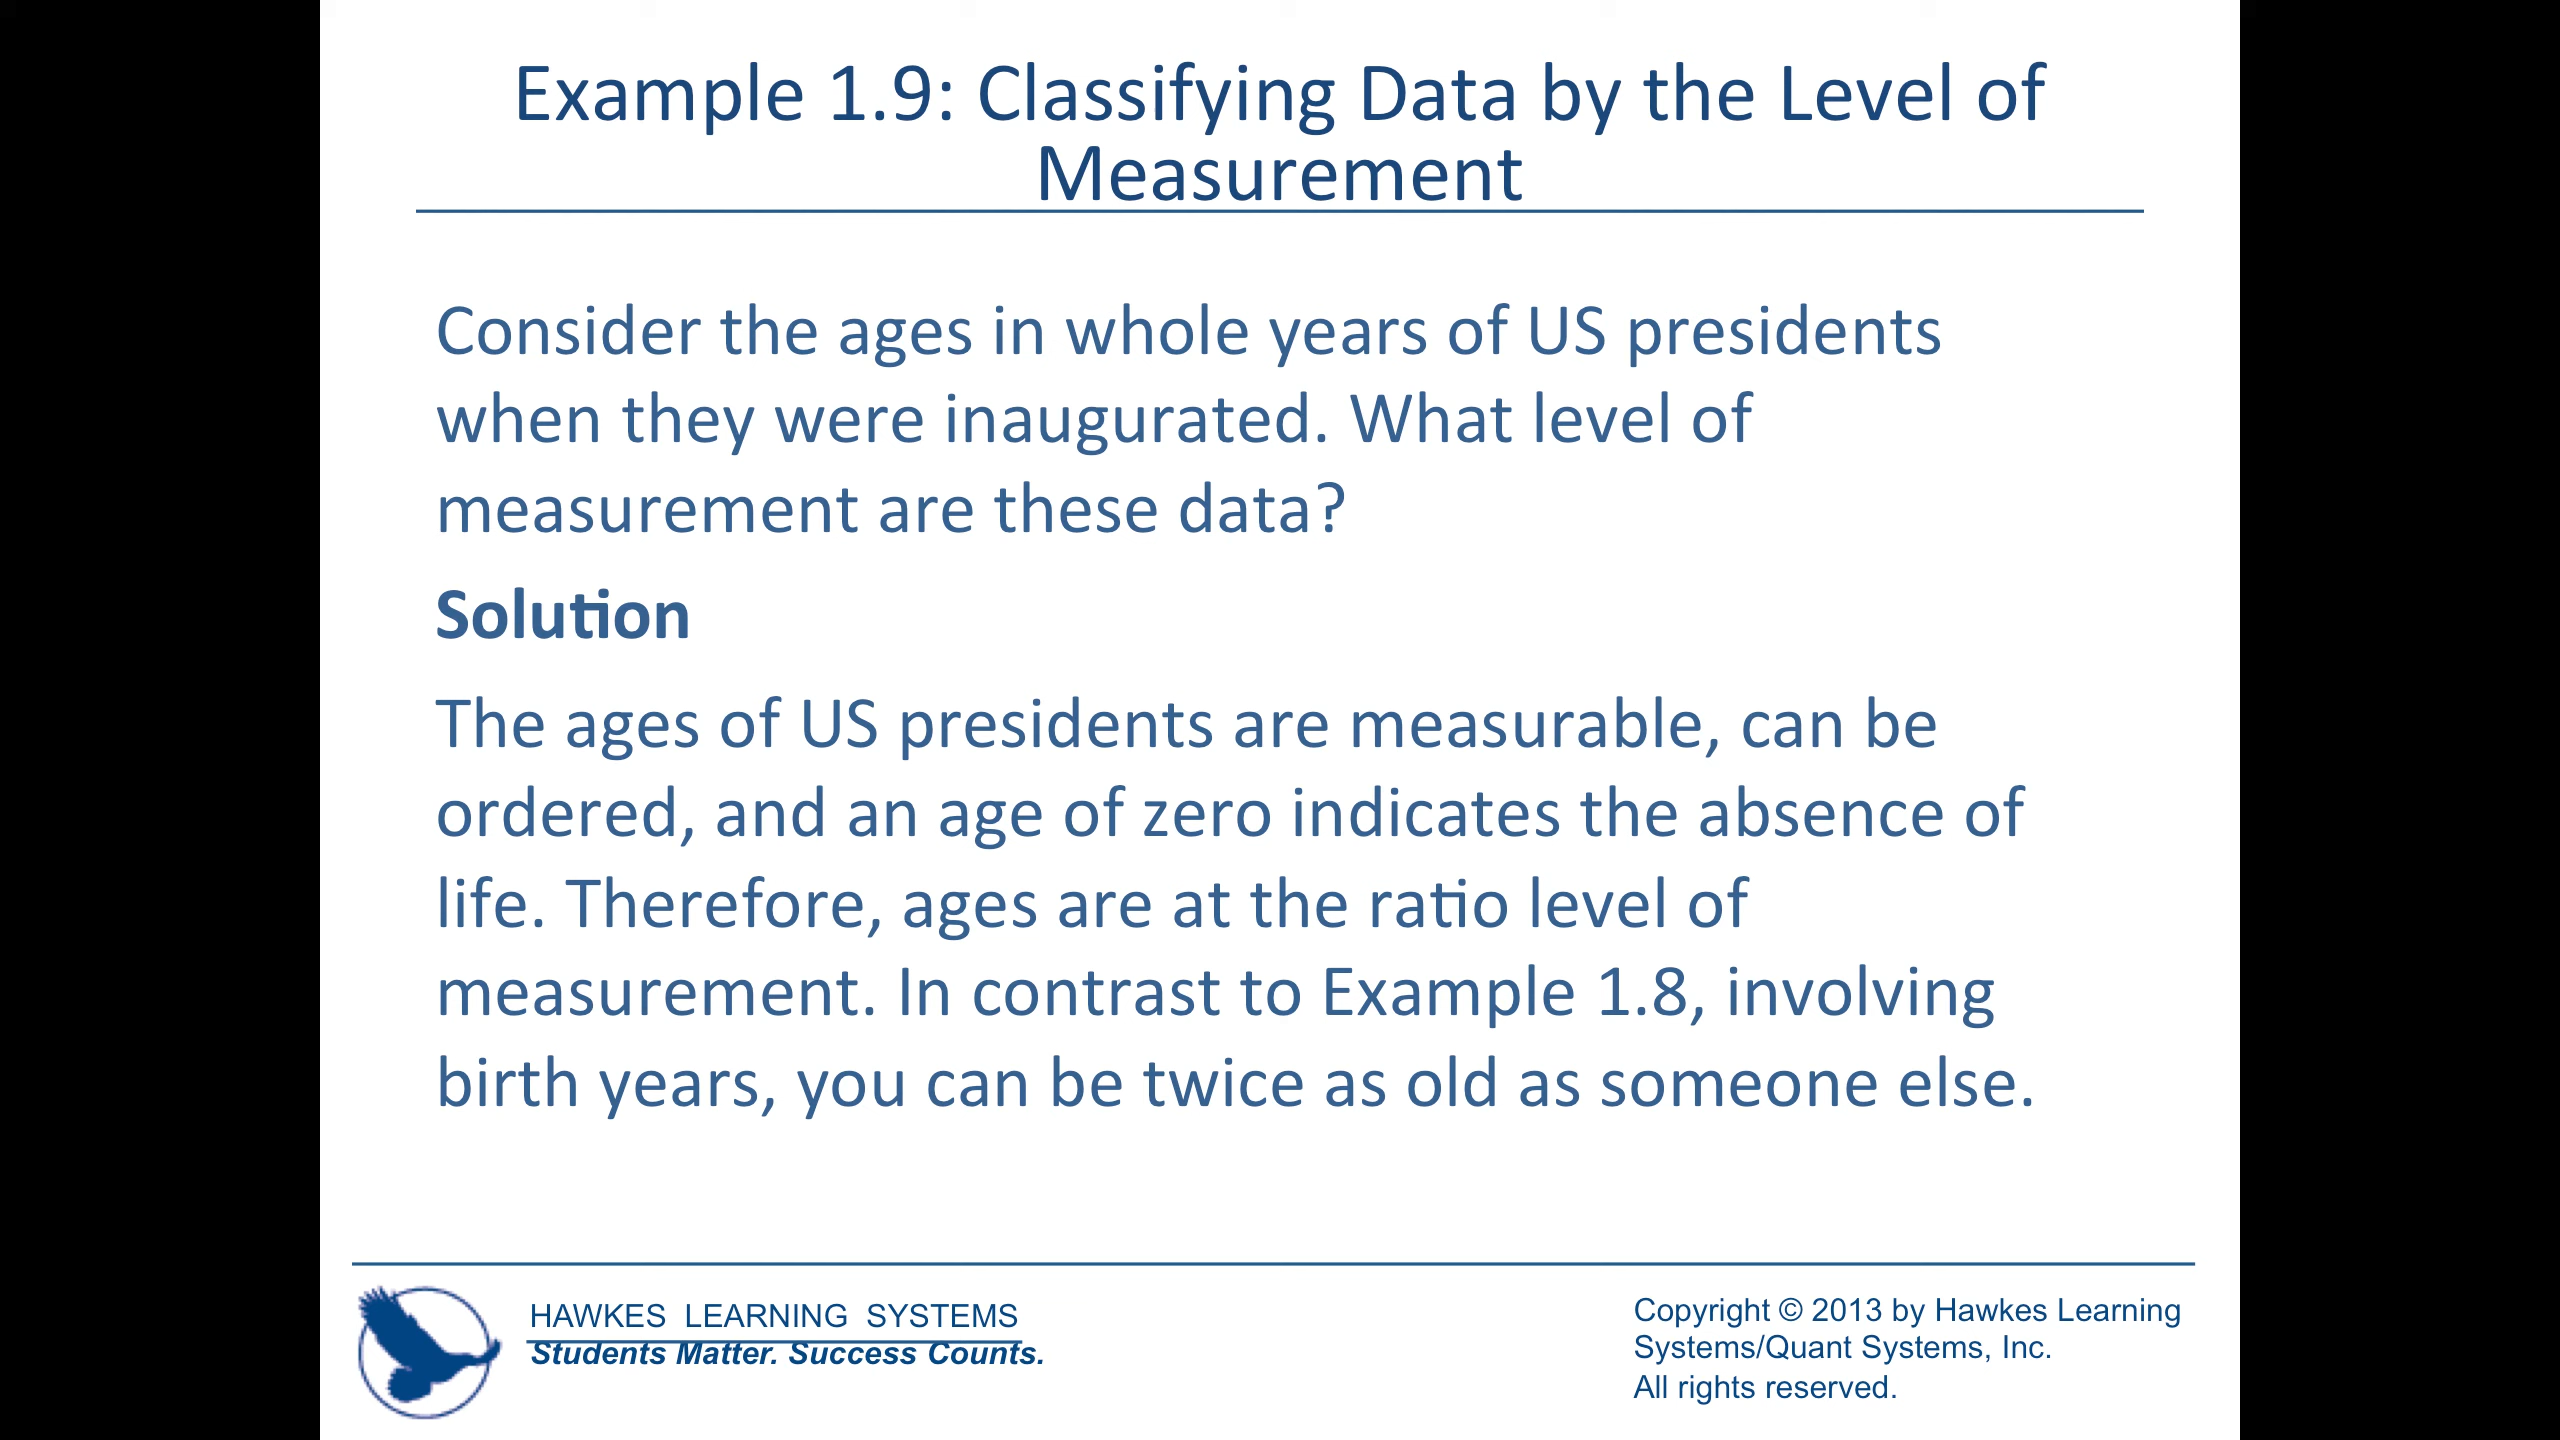 Example 1.9: Classifying Data by the Level of
Measurement
Consider the ages in whole years of US presidents
when they were inaugurated. What level of
measurement are these data?
Solution
The ages of US presidents are measurable, can be
ordered, and an age of zero indicates the absence of
life. Therefore, ages are at the ratio level of
measurement. In contrast to Example 1.8, involving
birth years, you can be twice as old as someone else.
HAWKES LEARNING SYSTEMS
Students Matter. Success Counts.
Copyright © 2013 by Hawkes Learning
Systems/Quant Systems, Inc.
All rights reserved.